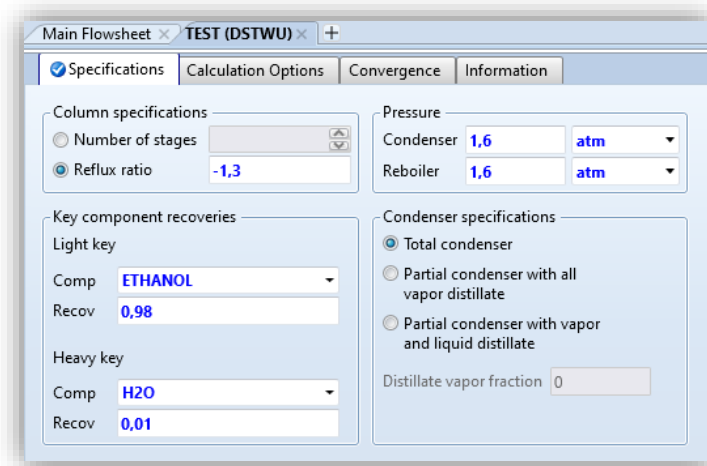 Main Flowsheet TEST (DSTWU) +
Specifications Calculation Options Convergence Information
Column specifications
Number of stages
Reflux ratio -1,3
Pressure
Condenser 1,6 atm
Reboiler 1,6 atm
Key component recoveries
Light key
Comp ETHANOL
Recov 0,98
Heavy key
Comp H2O
Recov 0,01
Condenser specifications
Total condenser
Partial condenser with all
vapor distillate
Partial condenser with vapor
and liquid distillate
Distillate vapor fraction 0